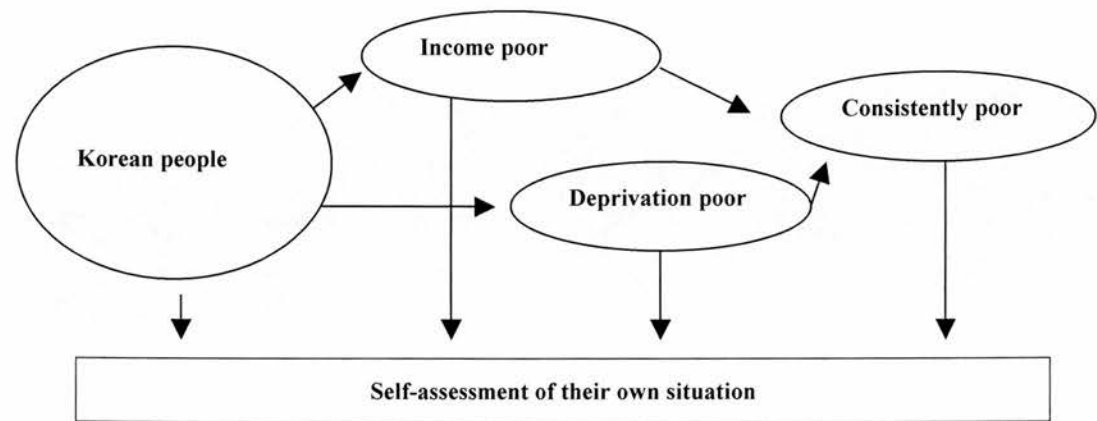 Income poor
Consistently poor
Korean people
Deprivation poor
Self-assessment of their own situation